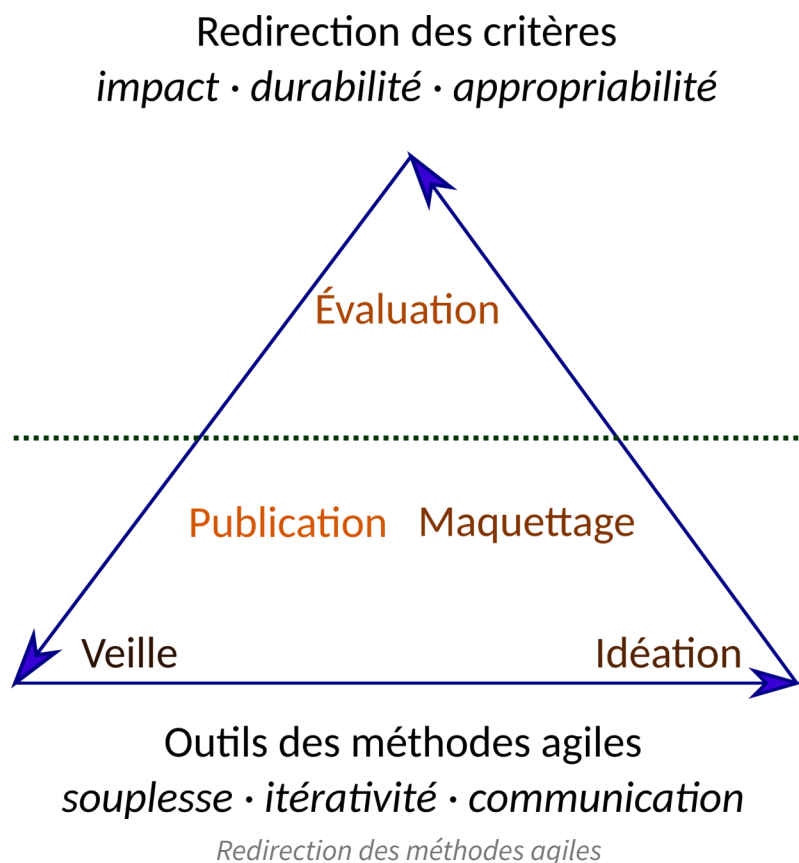 Redirection des critères
impact · durabilité · appropriabilité
Évaluation
Publication Maquettage
Veille Idéation
Outils des méthodes agiles
souplesse · itérativité · communication
Redirection des méthodes agiles